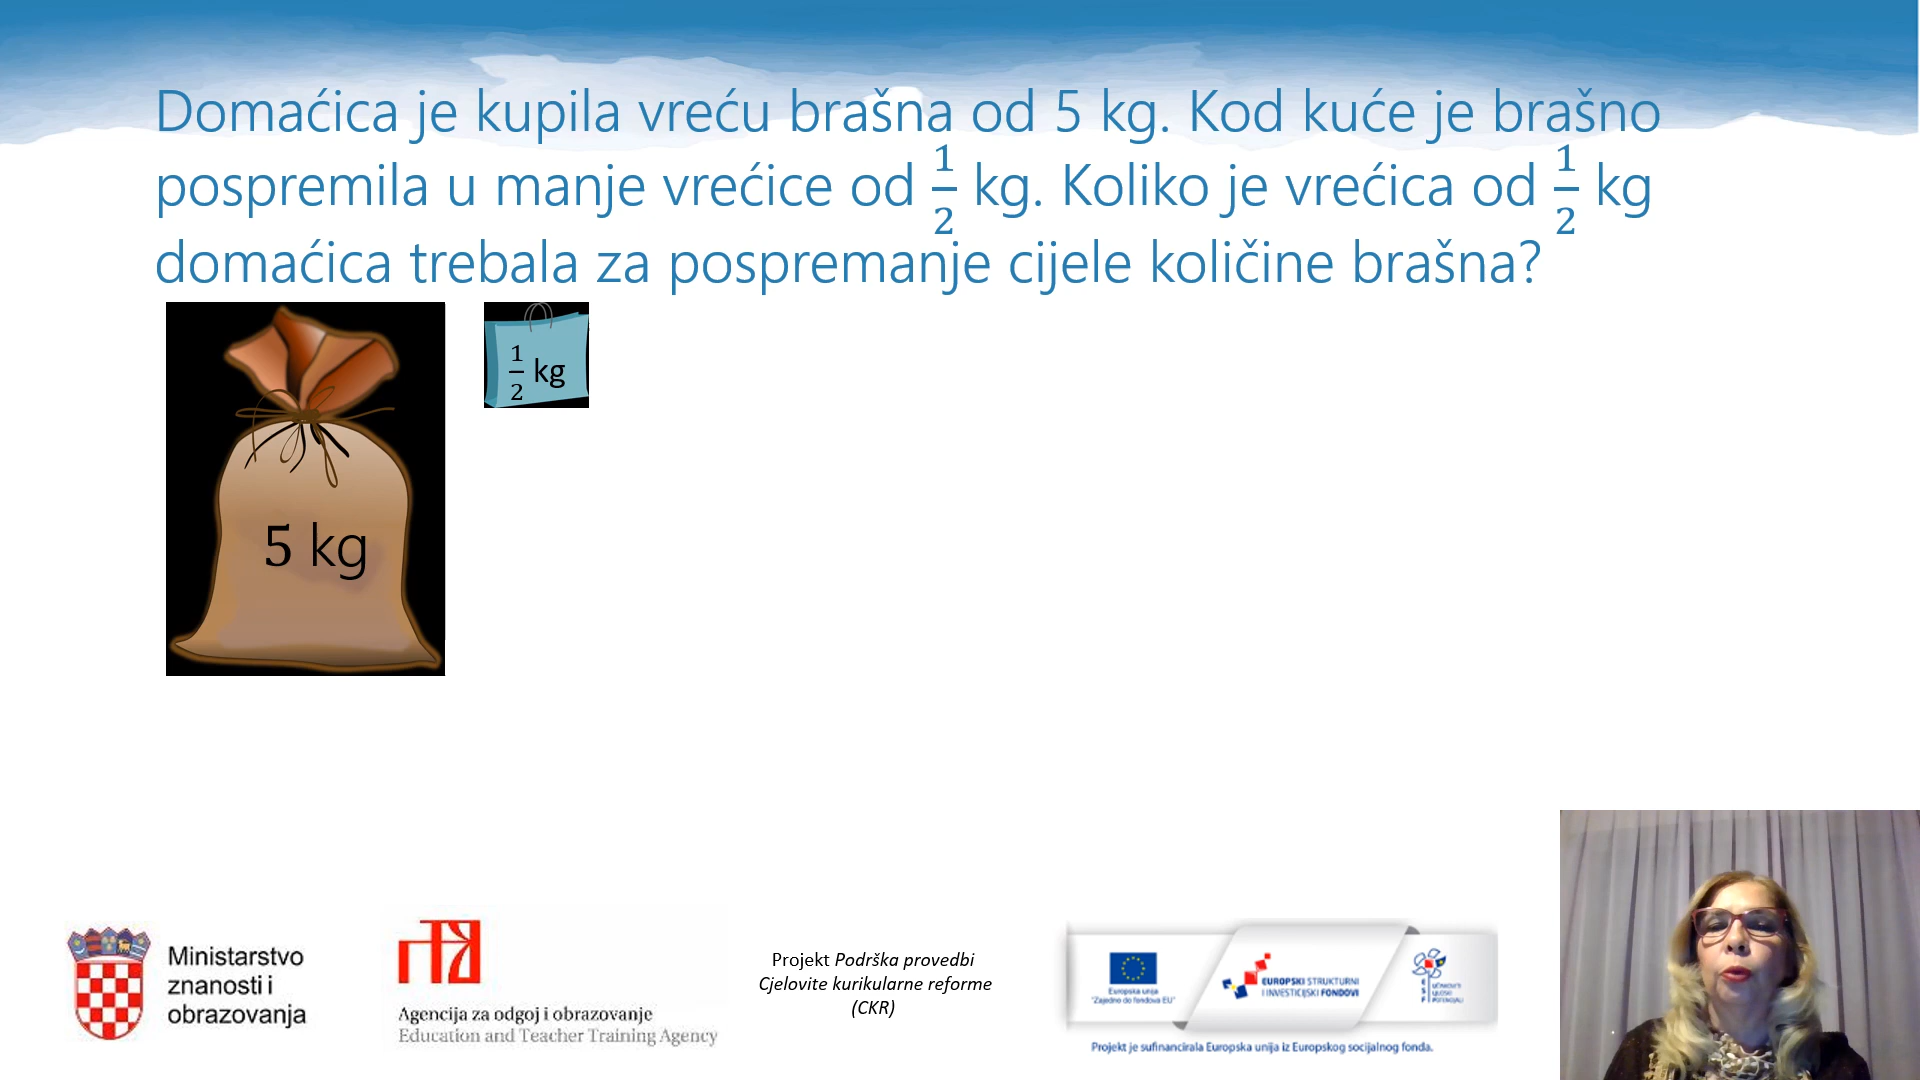 Domaćica je kupila vreću brašna od 5 kg. Kod kuće je brašno
pospremila u manje vrećice od 1/2 kg. Koliko je vrećica od 1/2 kg
domaćica trebala za pospremanje cijele količine brašna?
1/2 kg
5 kg
Ministarstvo
znanosti i
obrazovanja
Agencija za odgoj i obrazovanje
Education and Teacher Training Agency
Projekt Podrška provedbi
Cjelovite kurikularne reforme
(CKR)
Europska unija
"Zajedno do fondova EU"
EUROPSKI STRUKTURNI
I INVESTICIJSKI FONDOVI
ESF
UČINKOVITI
LJUDSKI
POTENCIJALI
Projekt je sufinancirala Europska unija iz Europskog socijalnog fonda.